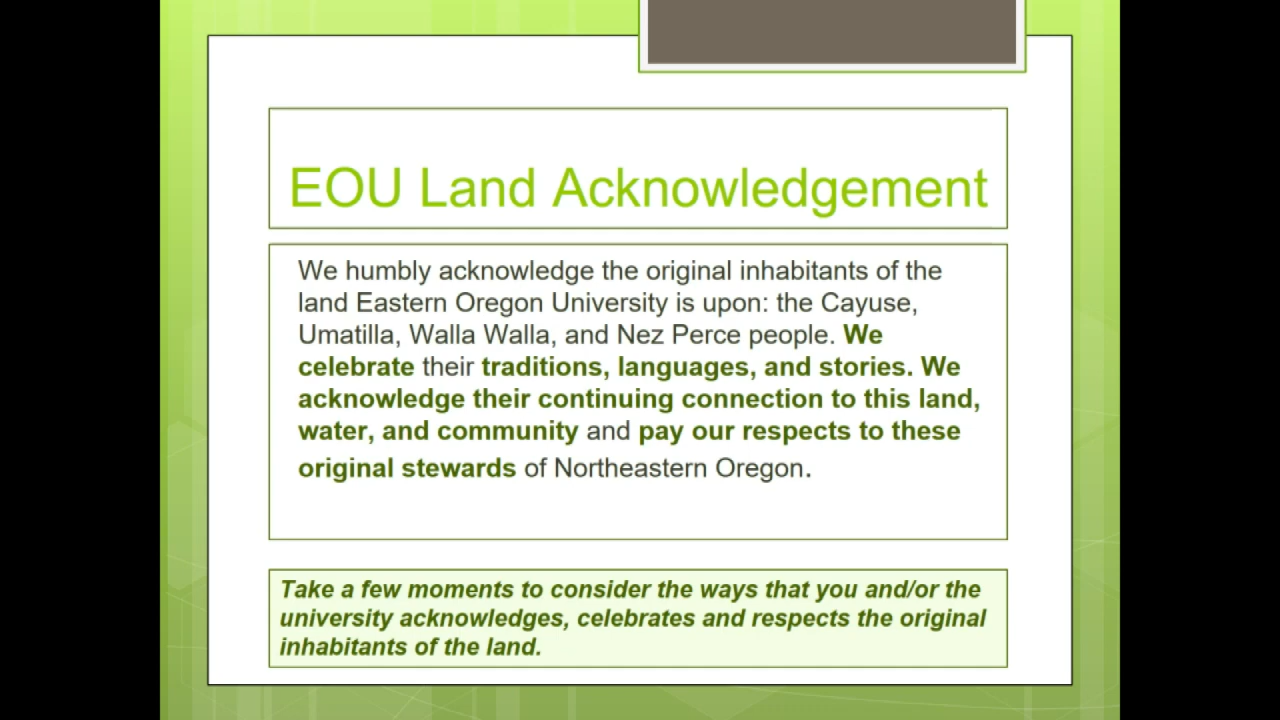 EOU Land Acknowledgement
We humbly acknowledge the original inhabitants of the
land Eastern Oregon University is upon: the Cayuse,
Umatilla, Walla Walla, and Nez Perce people. We
celebrate their traditions, languages, and stories. We
acknowledge their continuing connection to this land,
water, and community and pay our respects to these
original stewards of Northeastern Oregon.
Take a few moments to consider the ways that you and/or the
university acknowledges, celebrates and respects the original
inhabitants of the land.